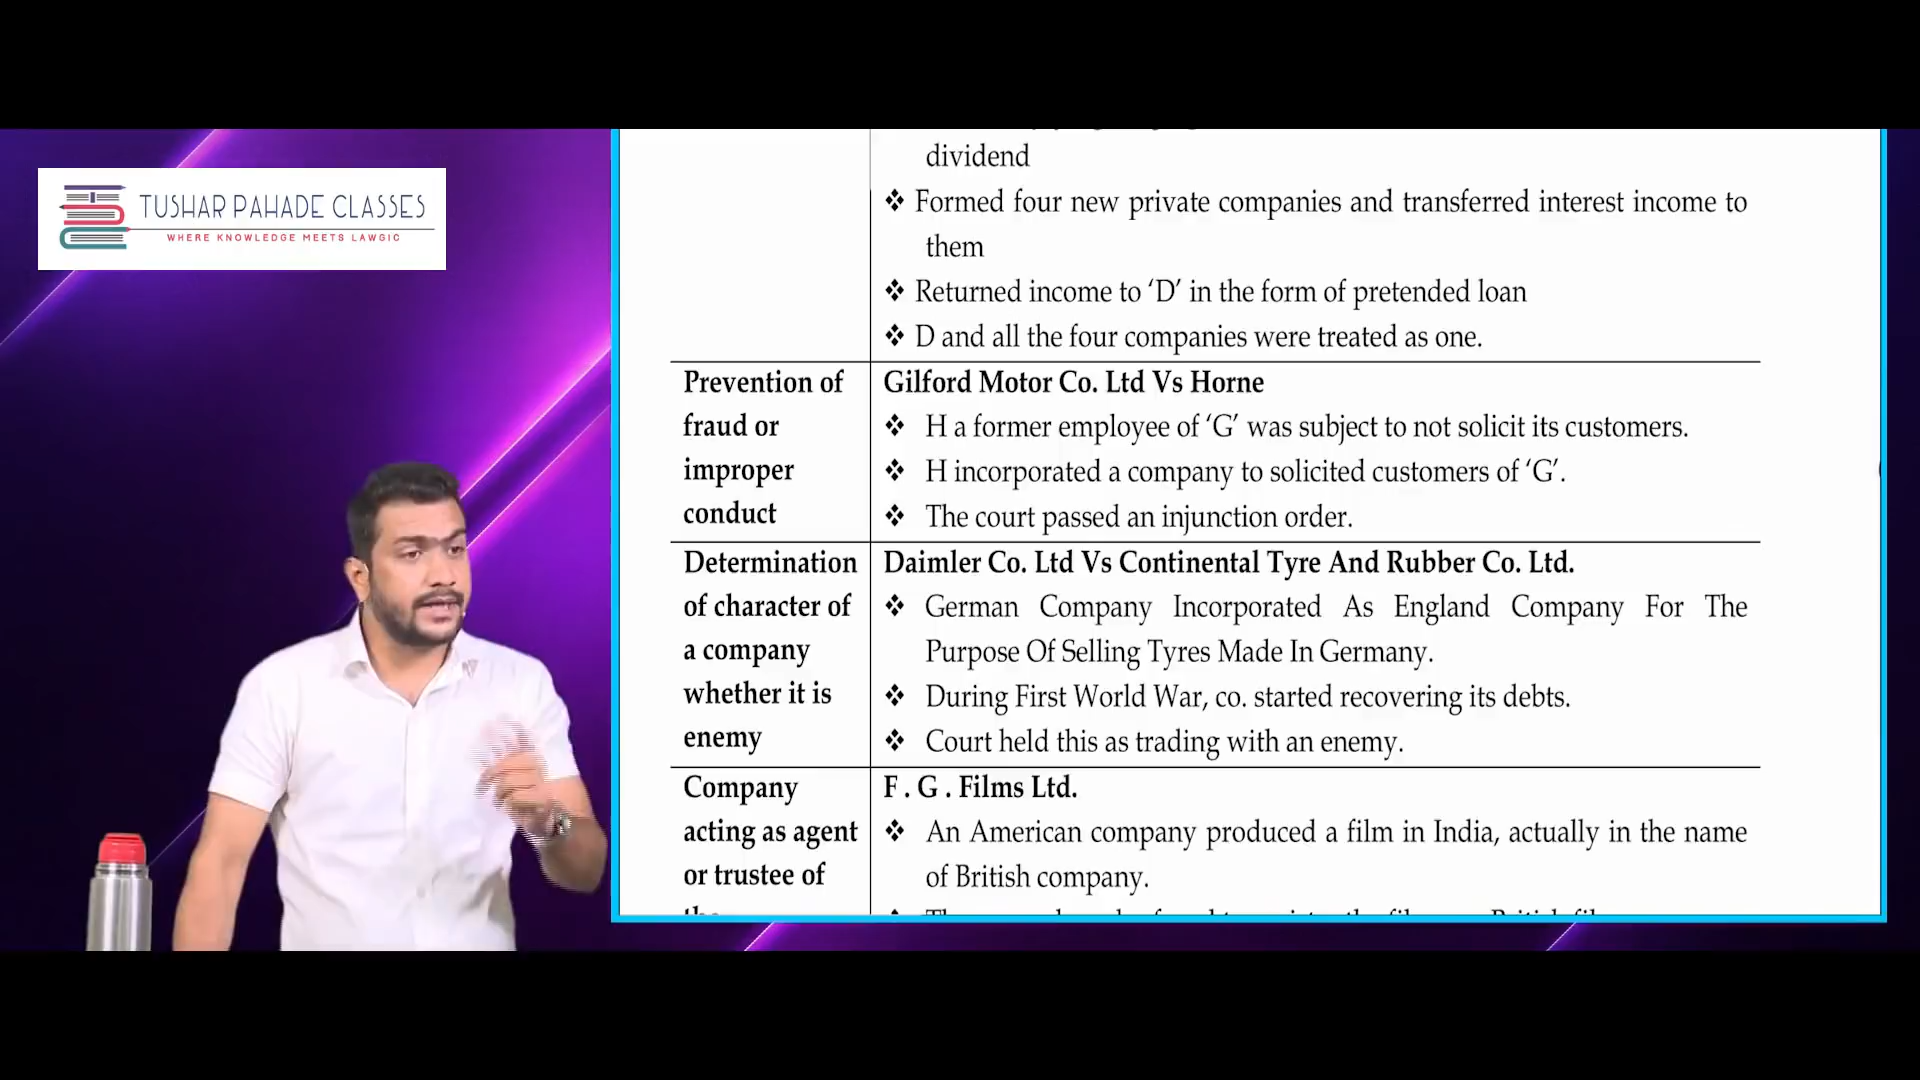 TUSHAR PAHADE CLASSES
WHERE KNOWLEDGE MEETS LAWGIC
dividend
❖ Formed four new private companies and transferred interest income to
them
❖ Returned income to ‘D’ in the form of pretended loan
❖ D and all the four companies were treated as one.
Prevention of
fraud or
improper
conduct
Gilford Motor Co. Ltd Vs Horne
❖ H a former employee of ‘G’ was subject to not solicit its customers.
❖ H incorporated a company to solicited customers of ‘G’.
❖ The court passed an injunction order.
Determination
of character of
a company
whether it is
enemy
Daimler Co. Ltd Vs Continental Tyre And Rubber Co. Ltd.
❖ German Company Incorporated As England Company For The
Purpose Of Selling Tyres Made In Germany.
❖ During First World War, co. started recovering its debts.
❖ Court held this as trading with an enemy.
Company
acting as agent
or trustee of
F . G . Films Ltd.
❖ An American company produced a film in India, actually in the name
of British company.